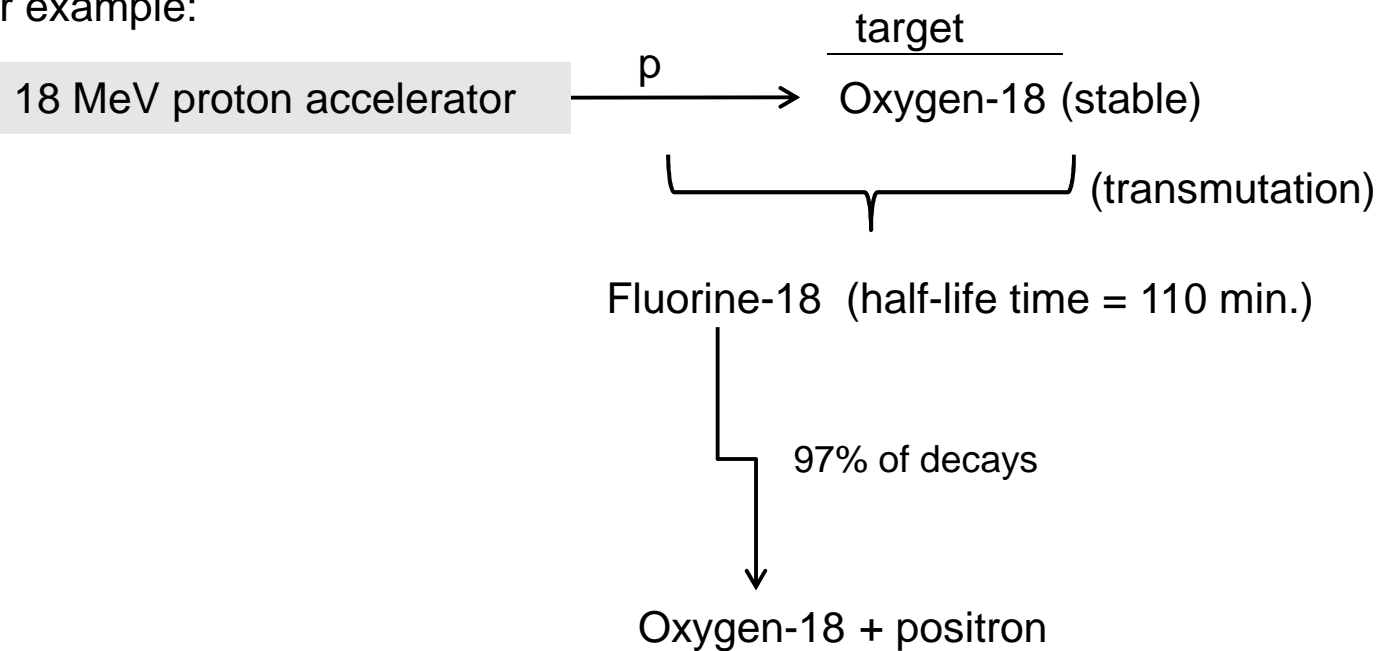 r example:
target
p
18 MeV proton accelerator
Oxygen-18 (stable)
(transmutation)
Fluorine-18 (half-life time = 110 min.)
97% of decays
Oxygen-18 + positron